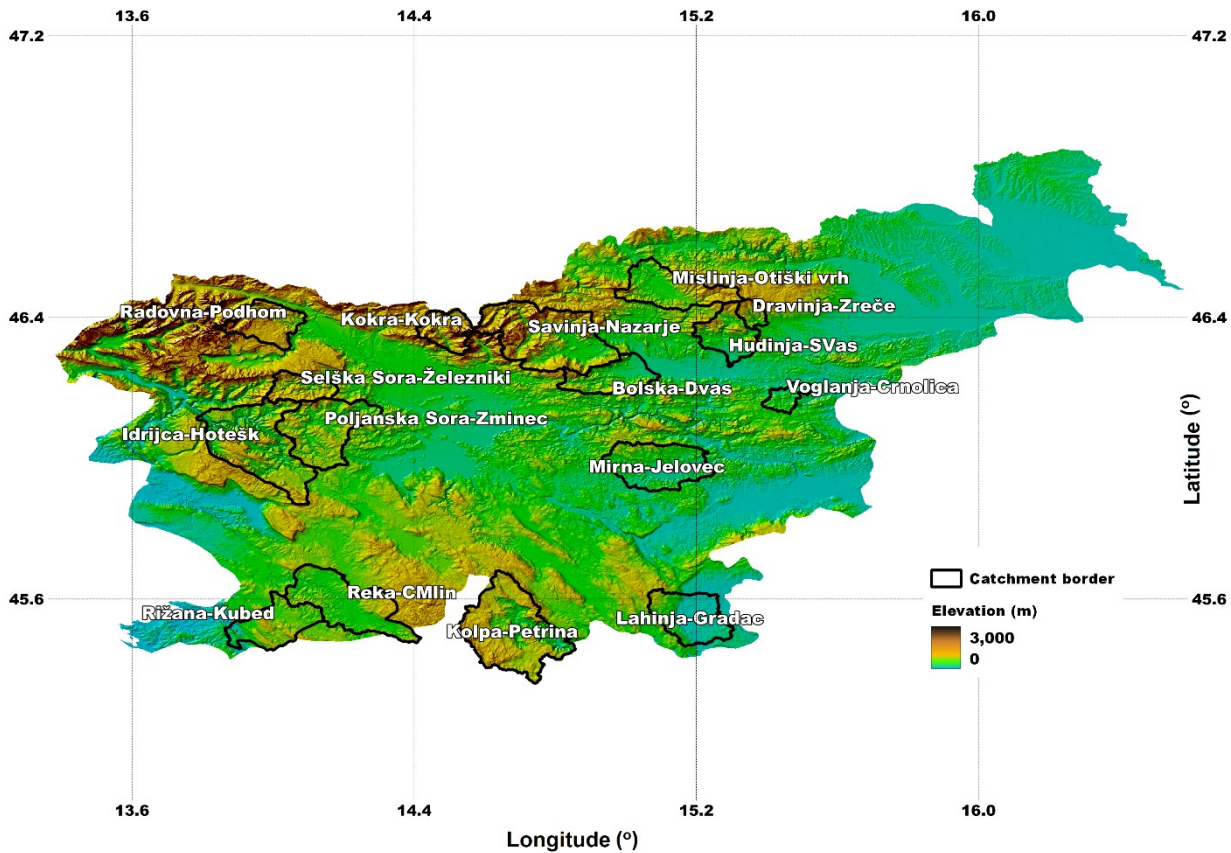 13.6 14.4 15.2 16.0
47.2 47.2
Mislinja-Otiški vrh
Dravinja-Zreče
Radovna-Podhom
46.4 46.4
Kokra-Kokra
Savinja-Nazarje
Hudinja-SVas
Selška Sora-Železniki
Bolska-Dvas
Voglanja-Crnolica
Poljanska Sora-Zminec
Idrijca-Hotešk
Mirna-Jelovec
Latitude (º)
Catchment border
Reka-CMlin
45.6 45.6
Rižana-Kubed
Lahinja-Gradac
Elevation (m)
Kolpa-Petrina
3,000
0
13.6 14.4 15.2 16.0
Longitude (º)